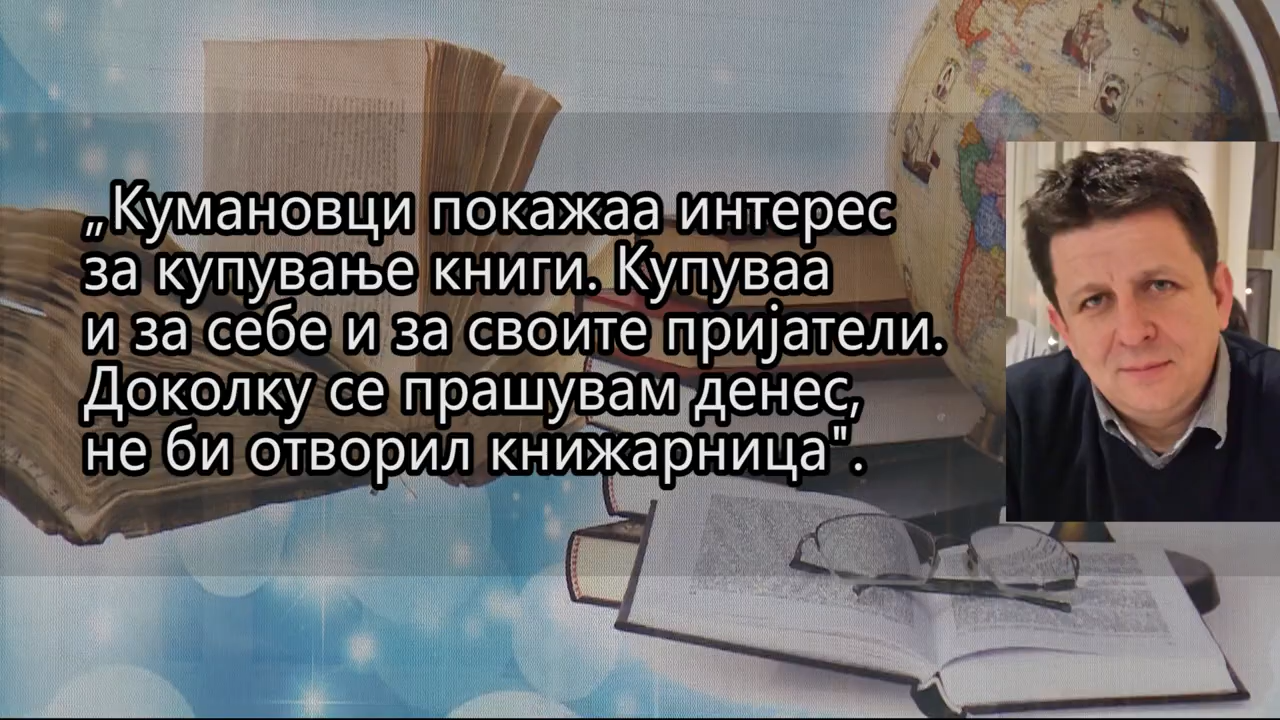 „Кумановци покажаа интерес
за купување книги. Купуваа
и за себе и за своите пријатели.
Доколку се прашувам денес,
не би отворил книжарница".